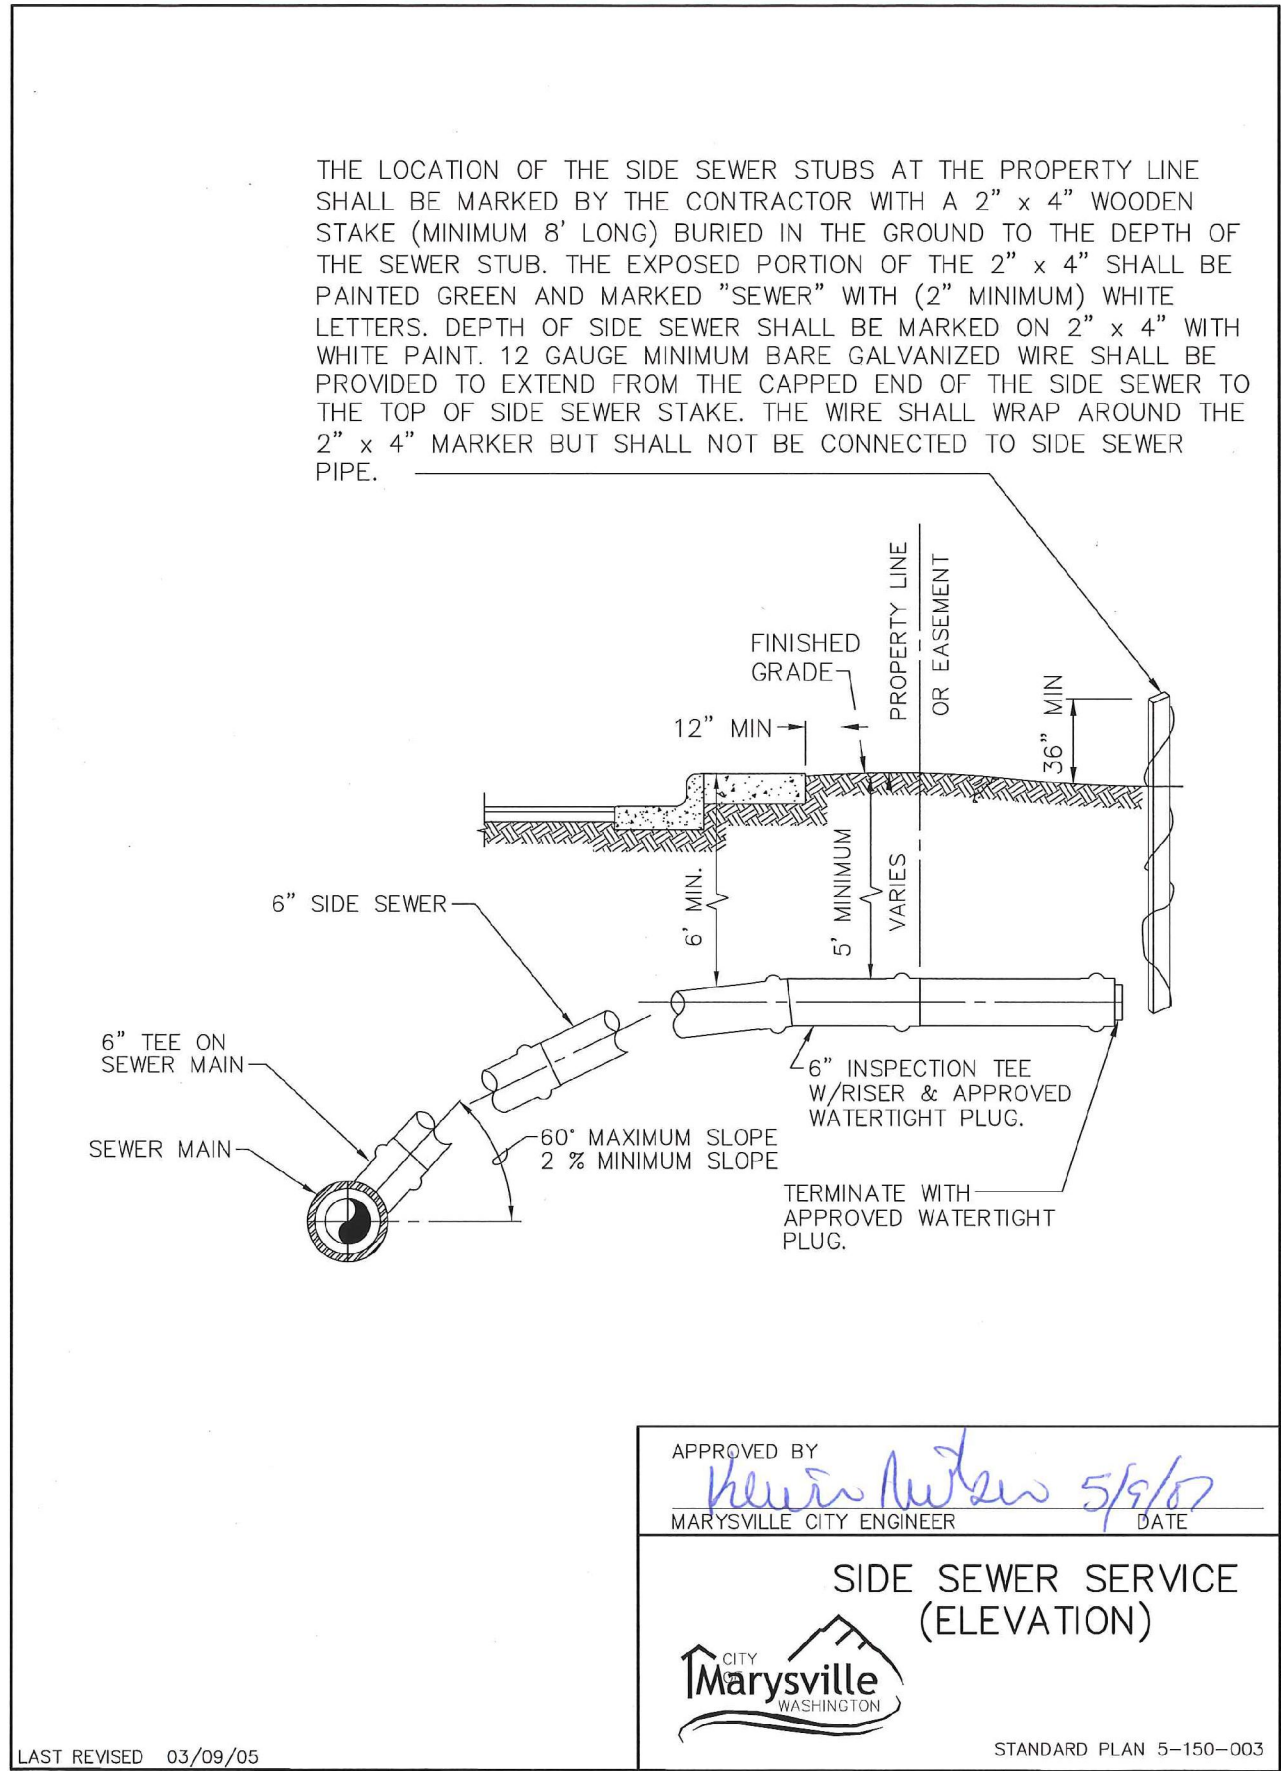 THE LOCATION OF THE SIDE SEWER STUBS AT THE PROPERTY LINE
SHALL BE MARKED BY THE CONTRACTOR WITH A 2" x 4" WOODEN
STAKE (MINIMUM 8' LONG) BURIED IN THE GROUND TO THE DEPTH OF
THE SEWER STUB. THE EXPOSED PORTION OF THE 2" x 4" SHALL BE
PAINTED GREEN AND MARKED "SEWER" WITH (2" MINIMUM) WHITE
LETTERS. DEPTH OF SIDE SEWER SHALL BE MARKED ON 2" x 4" WITH
WHITE PAINT. 12 GAUGE MINIMUM BARE GALVANIZED WIRE SHALL BE
PROVIDED TO EXTEND FROM THE CAPPED END OF THE SIDE SEWER TO
THE TOP OF SIDE SEWER STAKE. THE WIRE SHALL WRAP AROUND THE
2" x 4" MARKER BUT SHALL NOT BE CONNECTED TO SIDE SEWER
PIPE.
PROPERTY LINE
OR EASEMENT
FINISHED
GRADE
12" MIN
36" MIN
6' MIN.
5' MINIMUM
VARIES
6" SIDE SEWER
6" TEE ON
SEWER MAIN
SEWER MAIN
6" INSPECTION TEE
W/RISER & APPROVED
WATERTIGHT PLUG.
60° MAXIMUM SLOPE
2 % MINIMUM SLOPE
TERMINATE WITH
APPROVED WATERTIGHT
PLUG.
APPROVED BY
5/9/07
MARYSVILLE CITY ENGINEER
DATE
SIDE SEWER SERVICE
(ELEVATION)
CITY
OF
Marysville
WASHINGTON
STANDARD PLAN 5-150-003
LAST REVISED 03/09/05